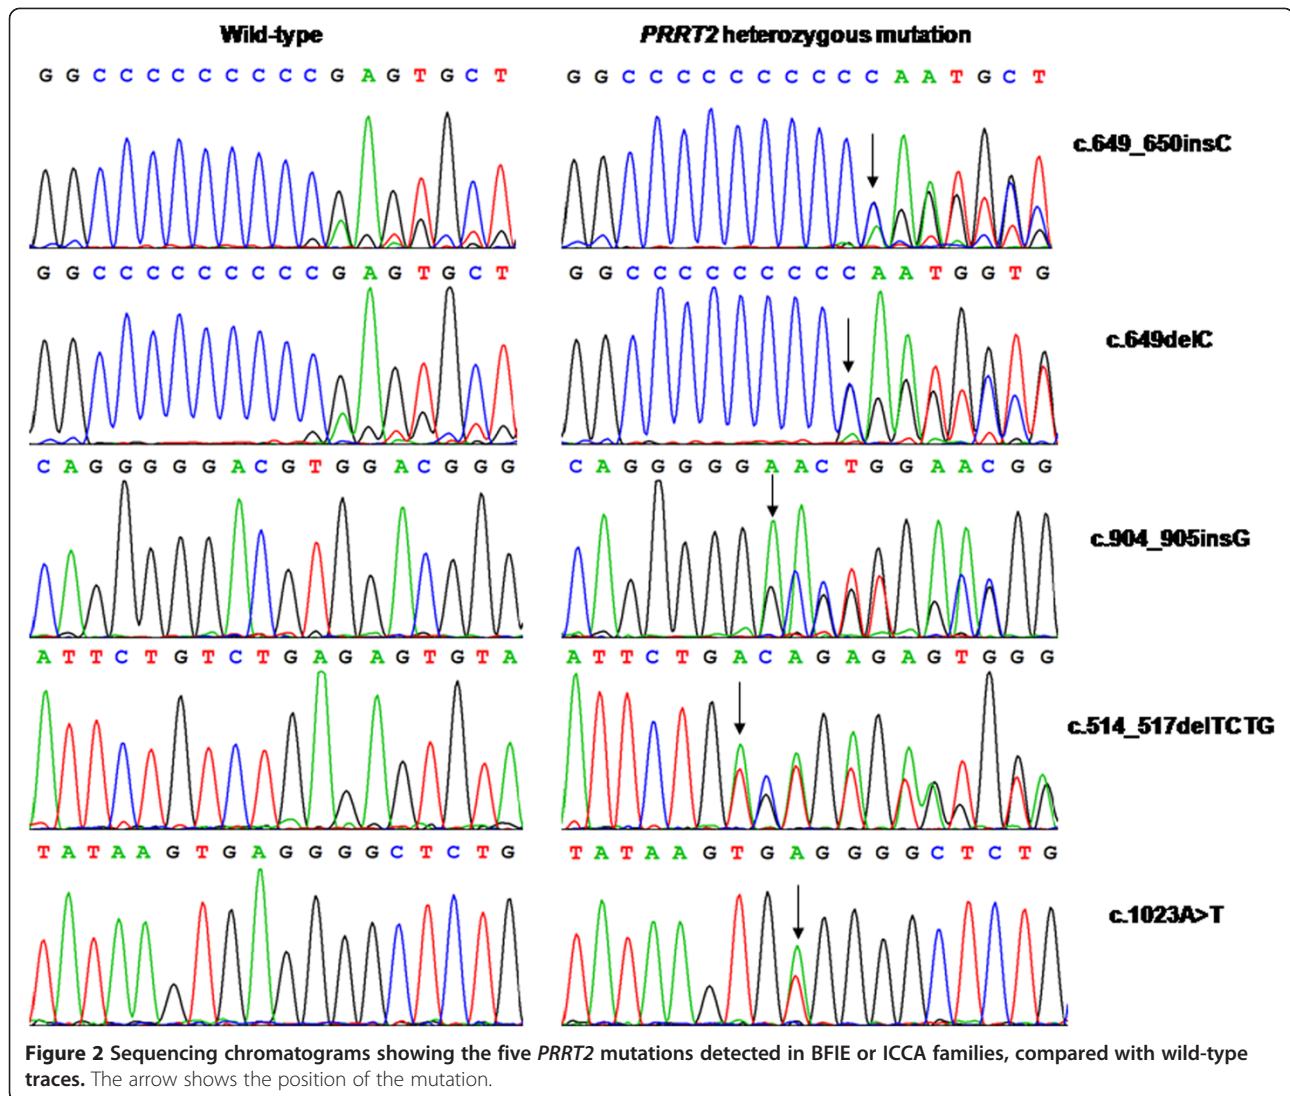 Wild-type
PRRT2 heterozygous mutation
G G C C C C C C C C C G A G T G C T
G G C C C C C C C C C C A A T G C T
c.649_650insC
G G C C C C C C C C C G A G T G C T
G G C C C C C C C C C A A T G G T G
c.649delC
C A G G G G G A C G T G G A C G G G
C A G G G G G A A C T G G A A C G G
c.904_905insG
A T T C T G T C T G A G A G T G T A
A T T C T G A C A G A G A G T G G G
c.514_517delTCTG
T A T A A G T G A G G G G C T C T G
T A T A A G T G A G G G G C T C T G
c.1023A>T
Figure 2 Sequencing chromatograms showing the five PRRT2 mutations detected in BFIE or ICCA families, compared with wild-type
traces. The arrow shows the position of the mutation.